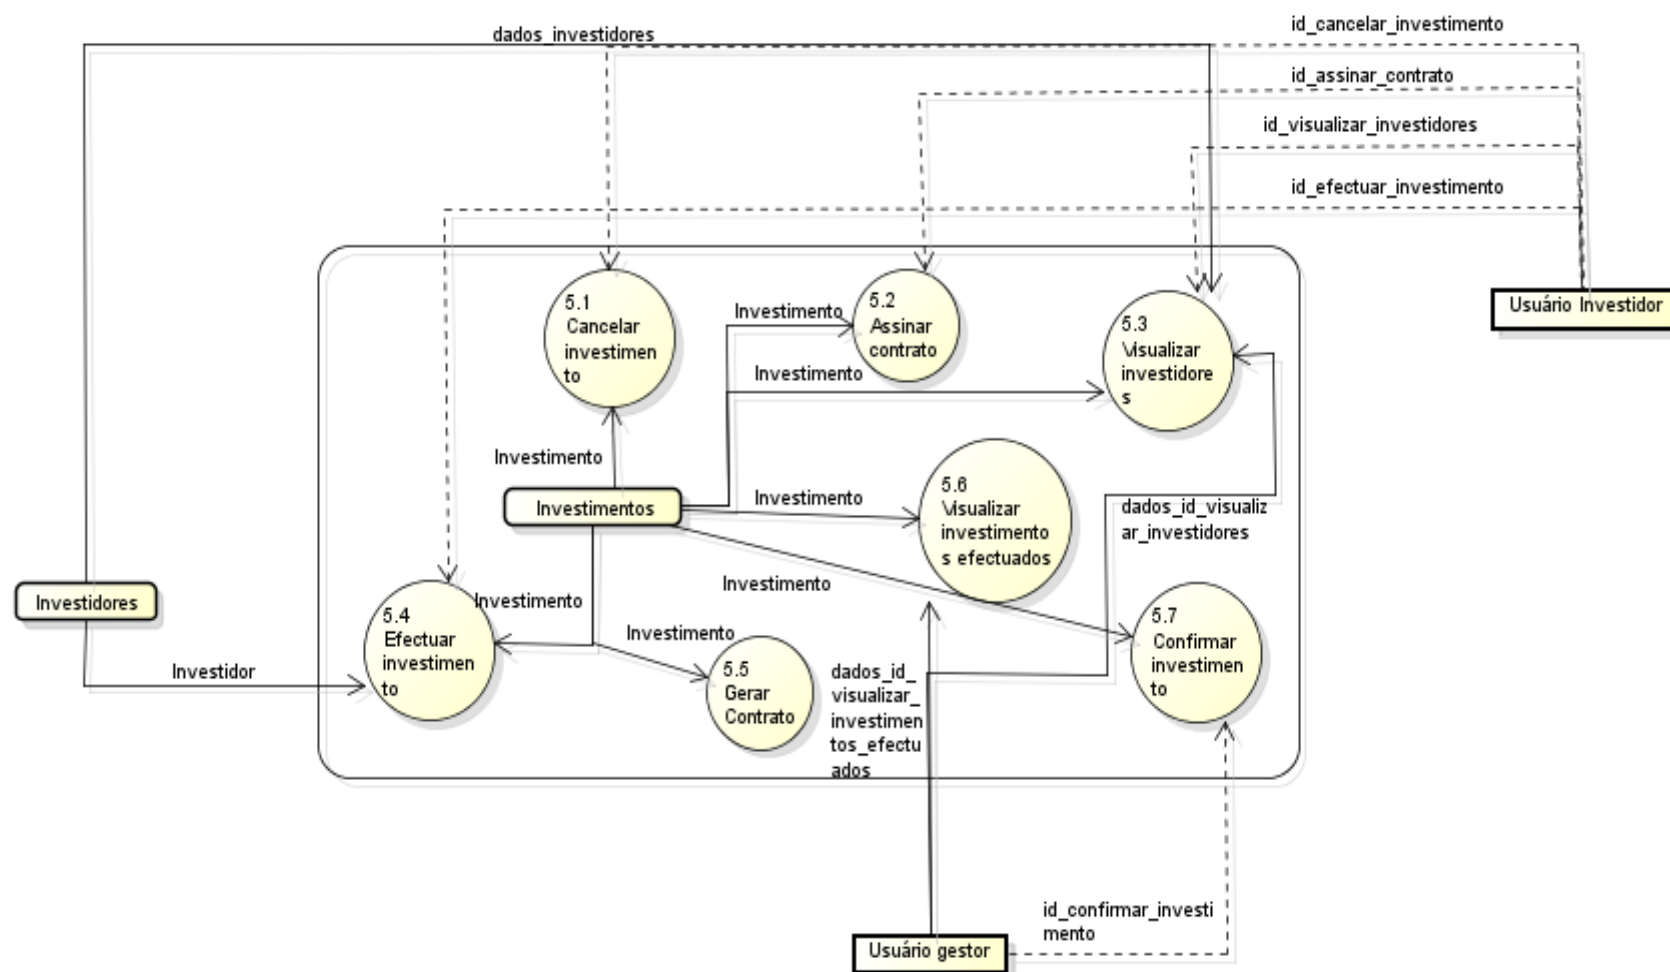 id_cancelar_investimento
dados_investidores
id_assinar_contrato
id_visualizar_investidores
id_efectuar_investimento
5.1
Cancelar
investimen
to
Investimento
5.2
Assinar
contrato
5.3
Visualizar
investidore
s
Usuário Investidor
Investimento
Investimento
Investimentos
Investimento
5.6
Visualizar
investimento
s efectuados
dados_id_visualiz
ar_investidores
Investidores
5.4
Efectuar
investimen
to
Investimento
Investimento
Investimento
5.5
Gerar
Contrato
5.7
Confirmar
investimen
to
Investidor
dados_id_
visualizar_
investimen
tos_efectu
ados
id_confirmar_investi
mento
Usuário gestor